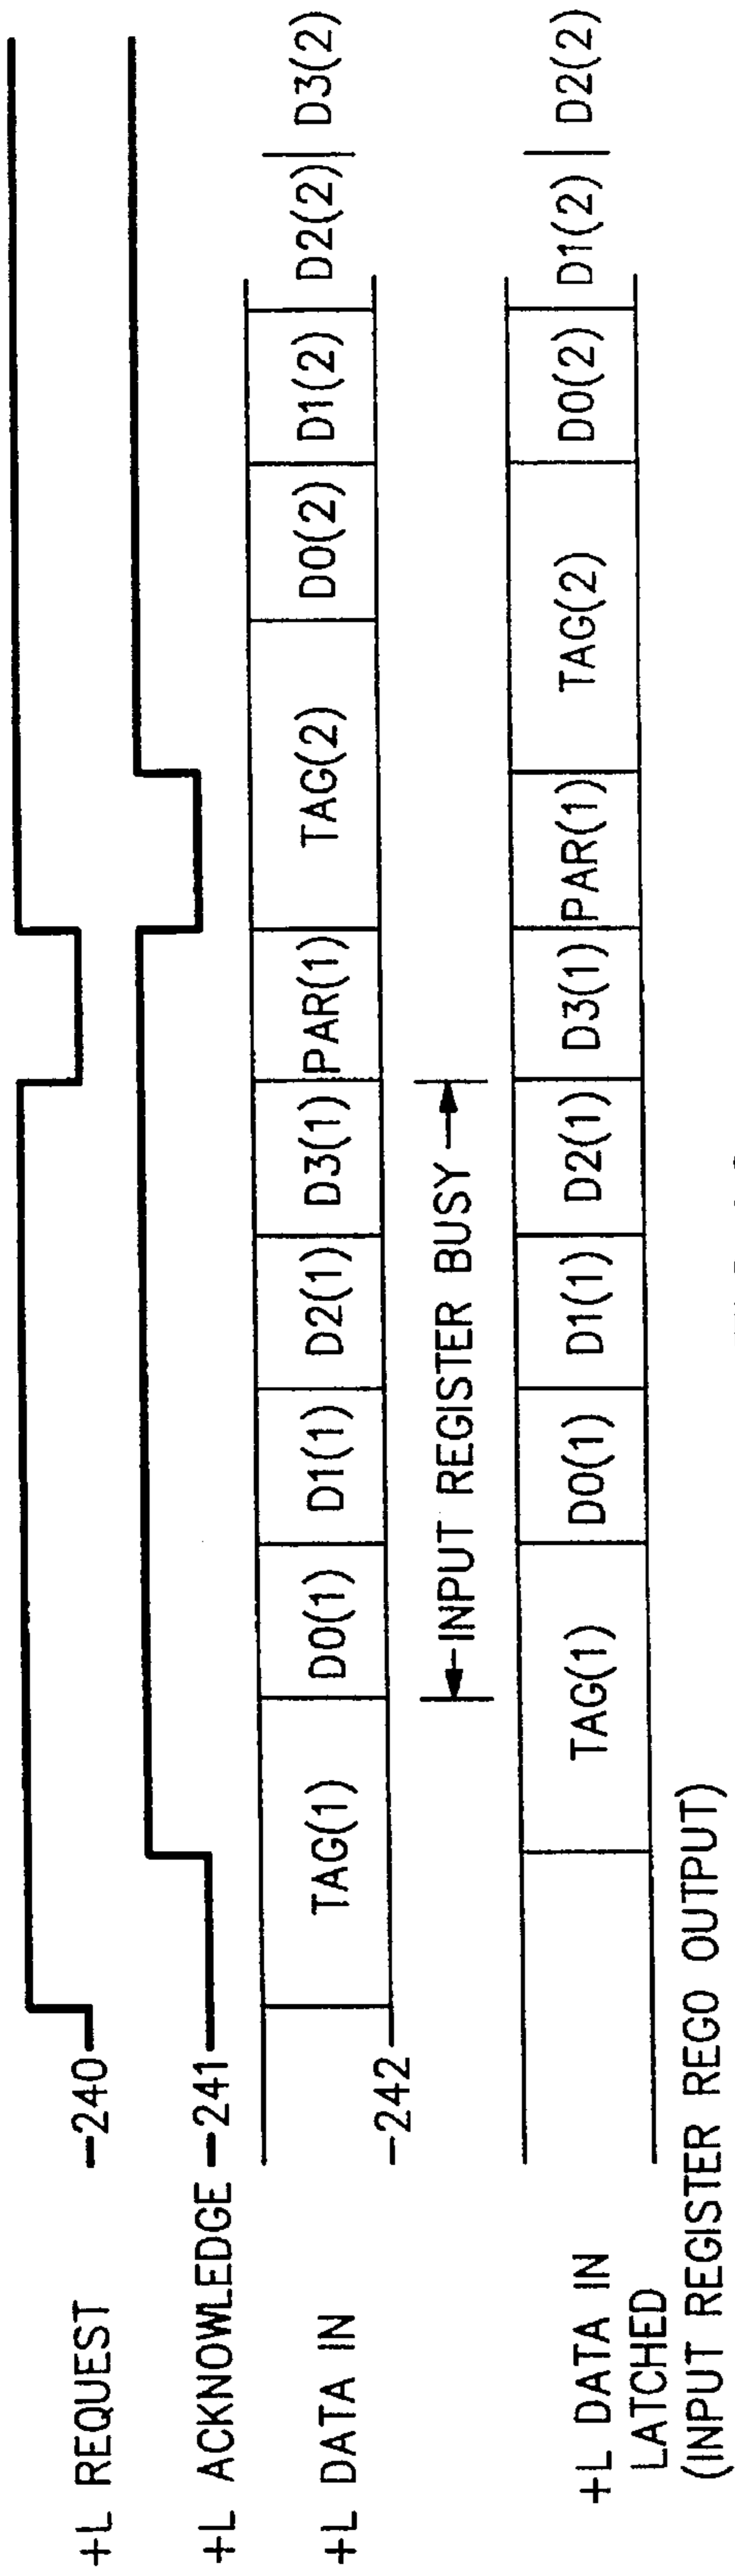 +L REQUEST -240
+L ACKNOWLEDGE -241
+L DATA IN -242
TAG(1) D0(1) D1(1) D2(1) D3(1) PAR(1) TAG(2) D0(2) D1(2) D2(2) D3(2)
INPUT REGISTER BUSY
+L DATA IN
LATCHED
(INPUT REGISTER REG0 OUTPUT)
TAG(1) D0(1) D1(1) D2(1) D3(1) PAR(1) TAG(2) D0(2) D1(2) D2(2)